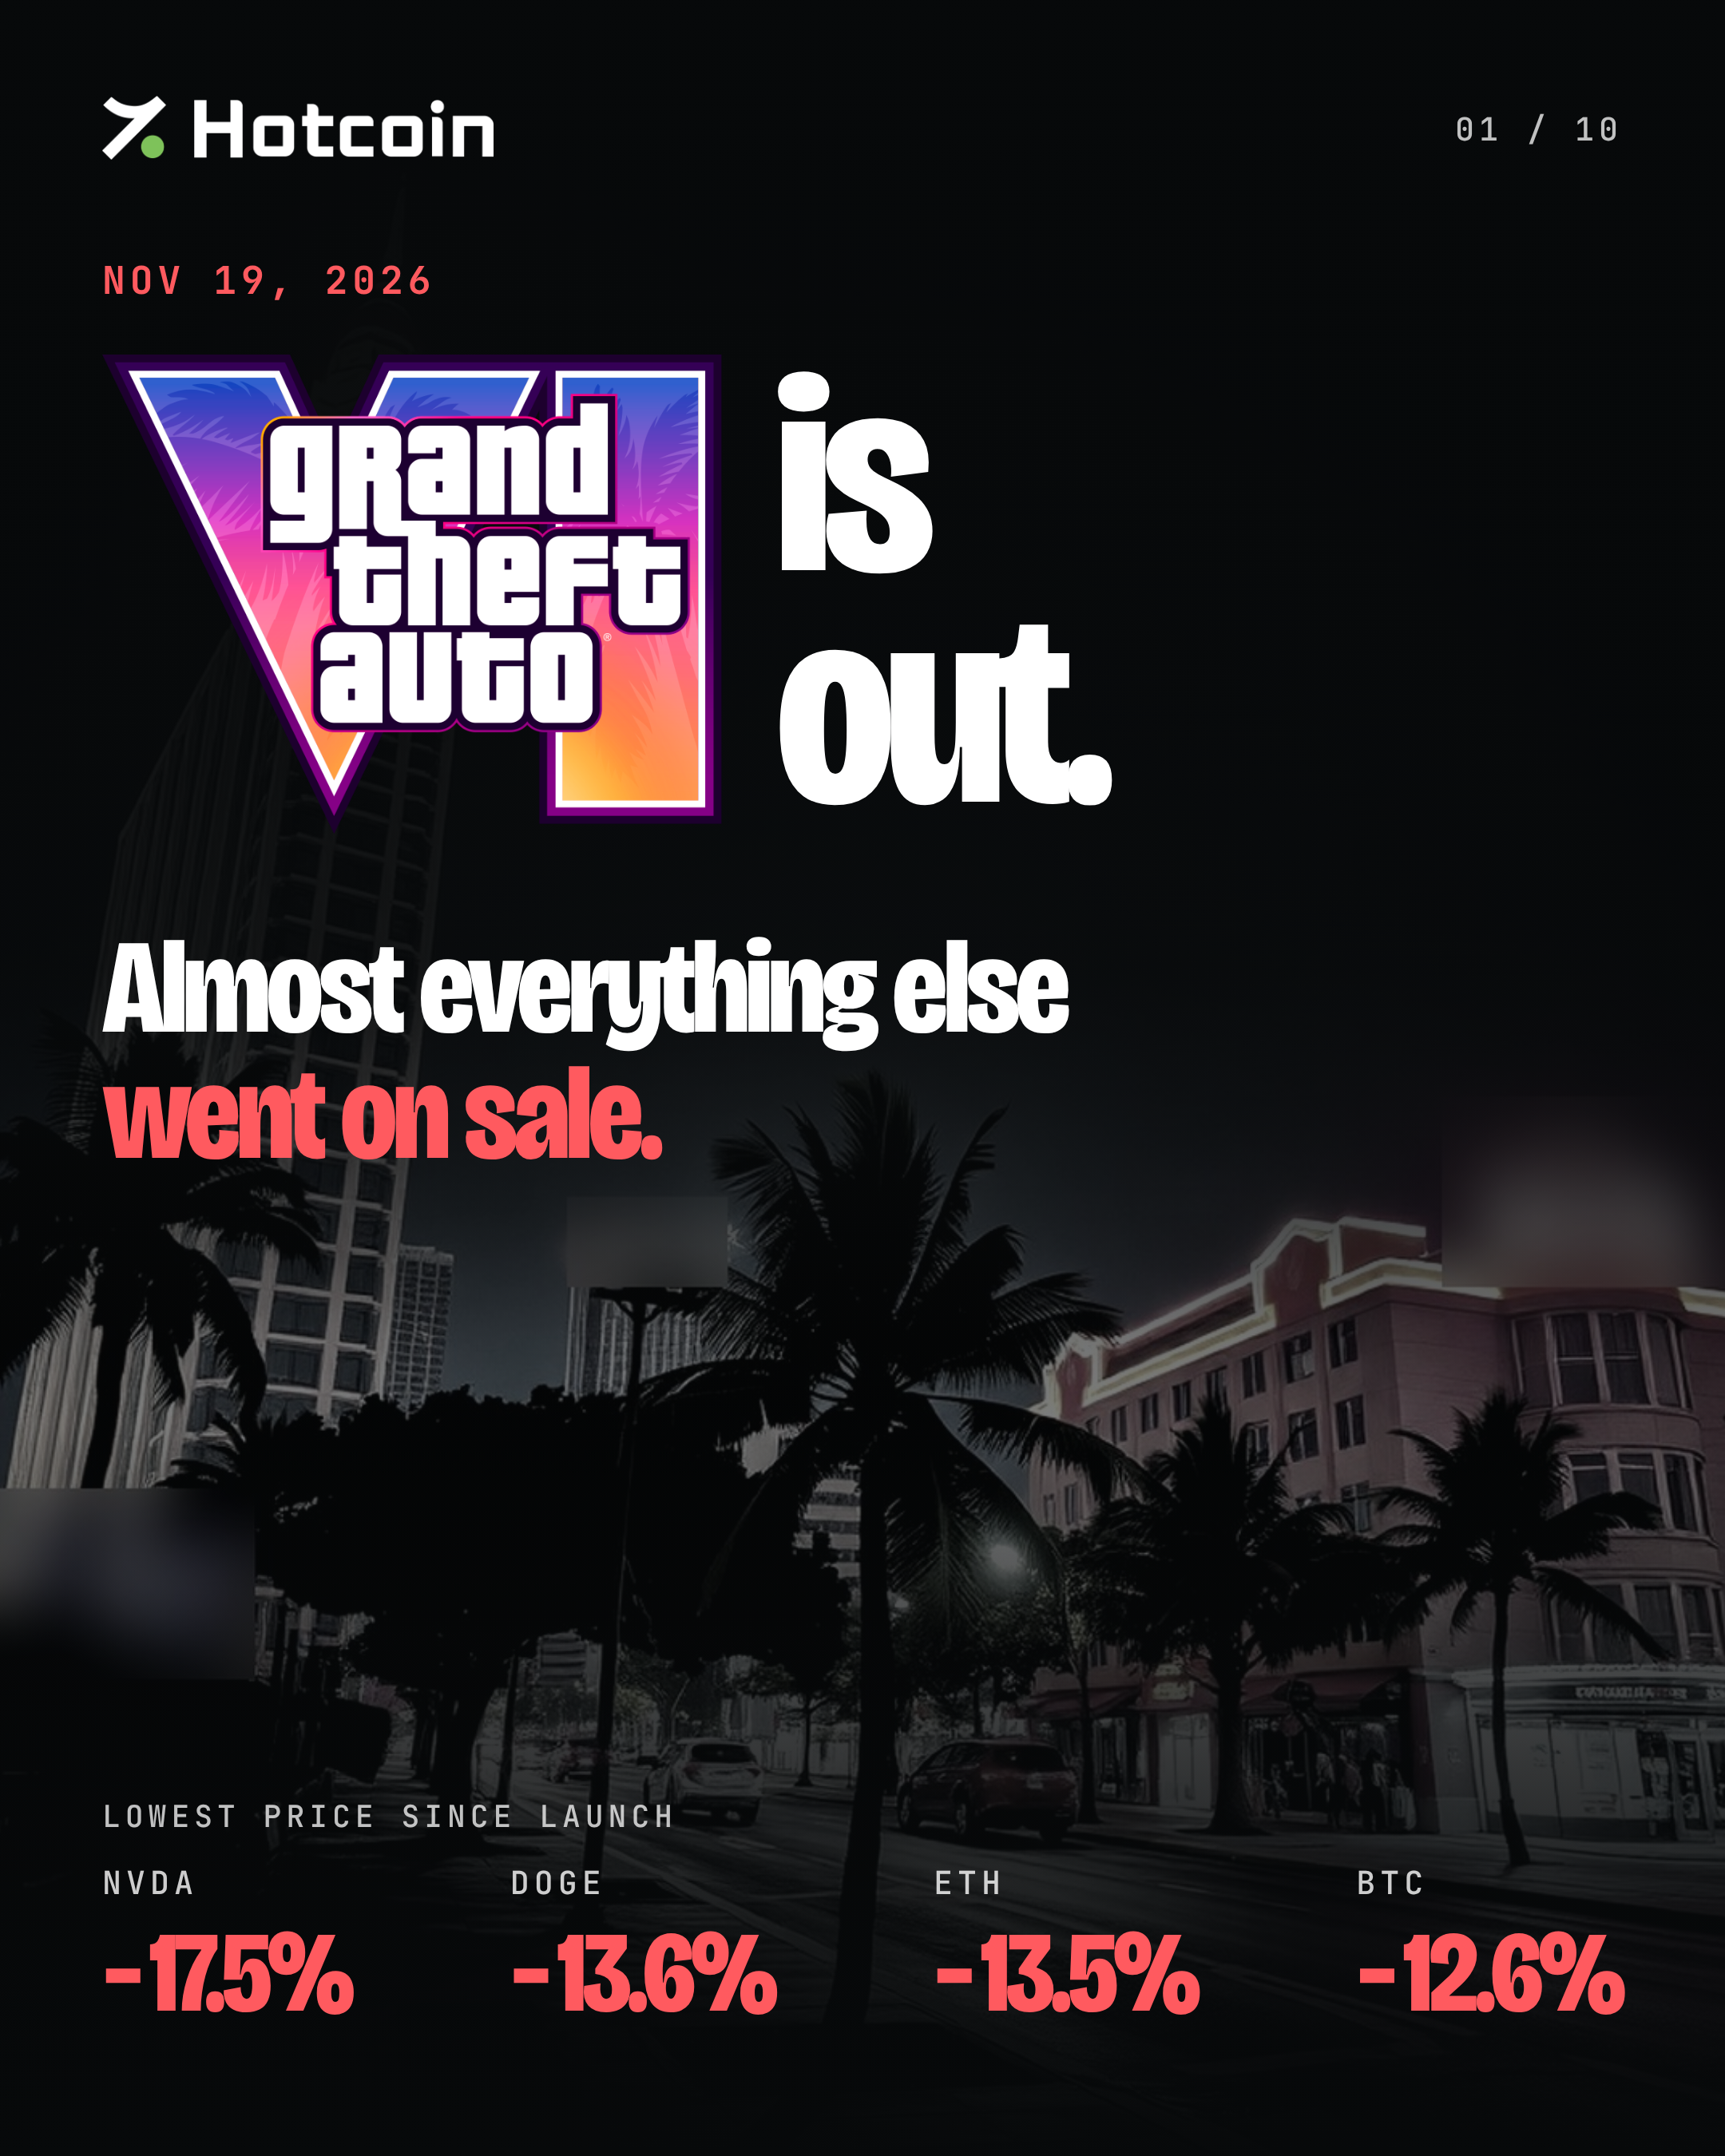 Hotcoin
01 / 10
NOV 19, 2026
grand
theft
auto
®
VI
is
out.
Almost everything else
went on sale.
LOWEST PRICE SINCE LAUNCH
NVDA DOGE ETH BTC
-17.5% -13.6% -13.5% -12.6%